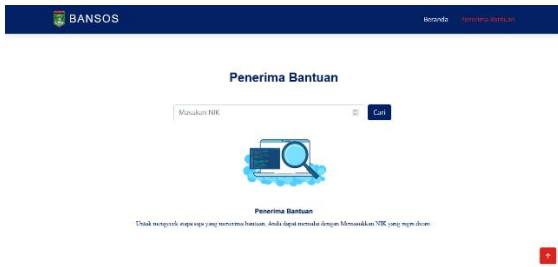 BANSOS
Beranda Penerima Bantuan
Penerima Bantuan
Masukan NIK Cari
Penerima Bantuan
Untuk mengecek siapa saja yang menerima bantuan, Anda dapat memulai dengan Memasukkan NIK yang ingin dicari